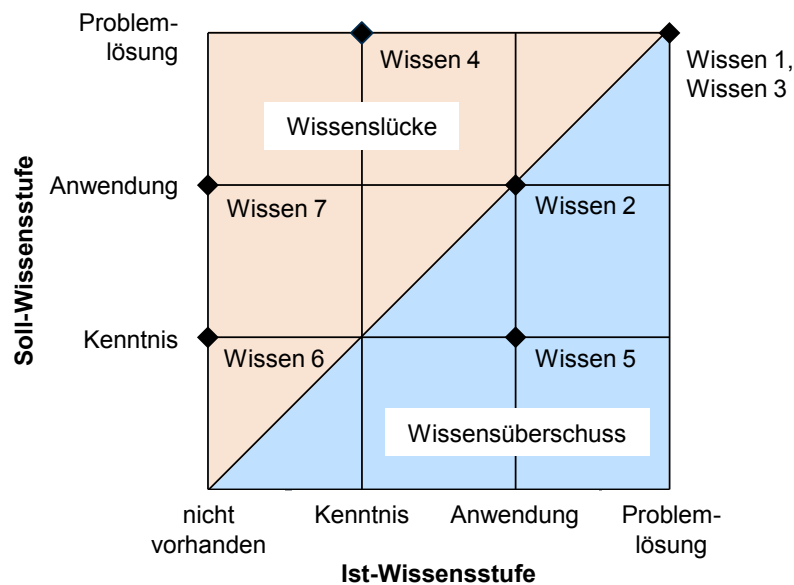 Problem-
lösung
Wissen 4
Wissen 1,
Wissen 3
Wissenslücke
Anwendung
Wissen 7
Wissen 2
Soll-Wissensstufe
Kenntnis
Wissen 6
Wissen 5
Wissensüberschuss
nicht
vorhanden
Kenntnis
Anwendung
Problem-
lösung
Ist-Wissensstufe